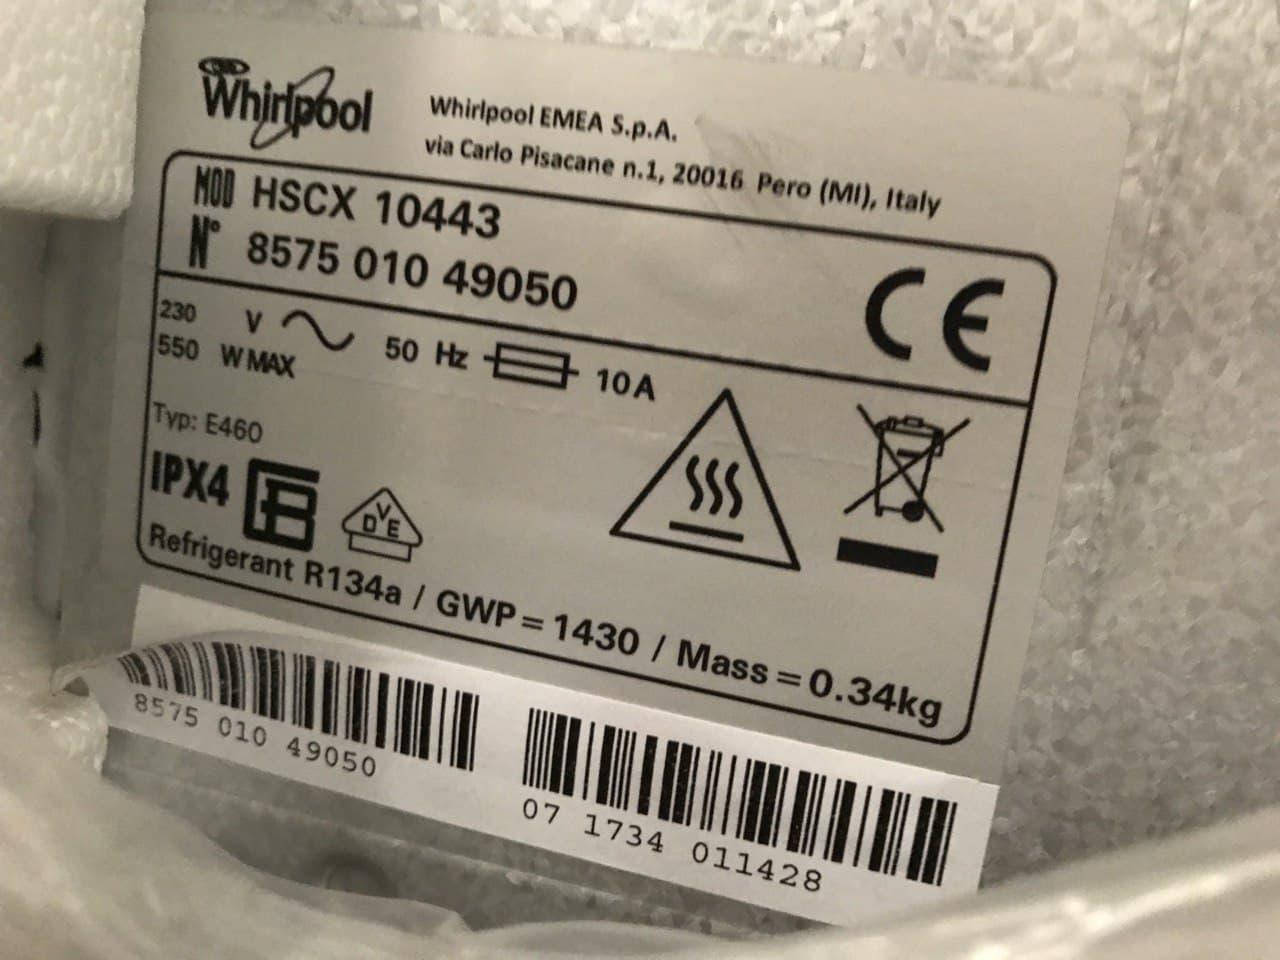 Whirlpool
Whirlpool EMEA S.p.A.
via Carlo Pisacane n.1, 20016 Pero (MI), Italy
MOD HSCX 10443
N° 8575 010 49050
CE
230 V 50 Hz 10A
550 W MAX
Typ: E460
IPX4
DVE
Refrigerant R134a / GWP = 1430 / Mass = 0.34kg
8575 010 49050
07 1734 011428